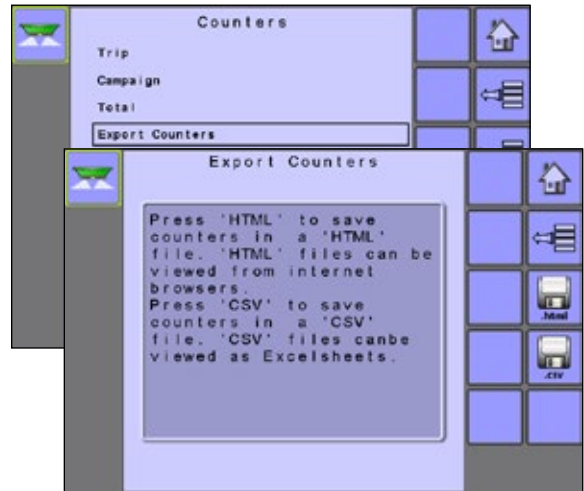 Counters
Trip
Campaign
Total
Export Counters
Export Counters
Press 'HTML' to save
counters in a 'HTML'
file. 'HTML' files can be
viewed from internet
browsers.
Press 'CSV' to save
counters in a 'CSV'
file. 'CSV' files canbe
viewed as Excelsheets.
.html
.csv